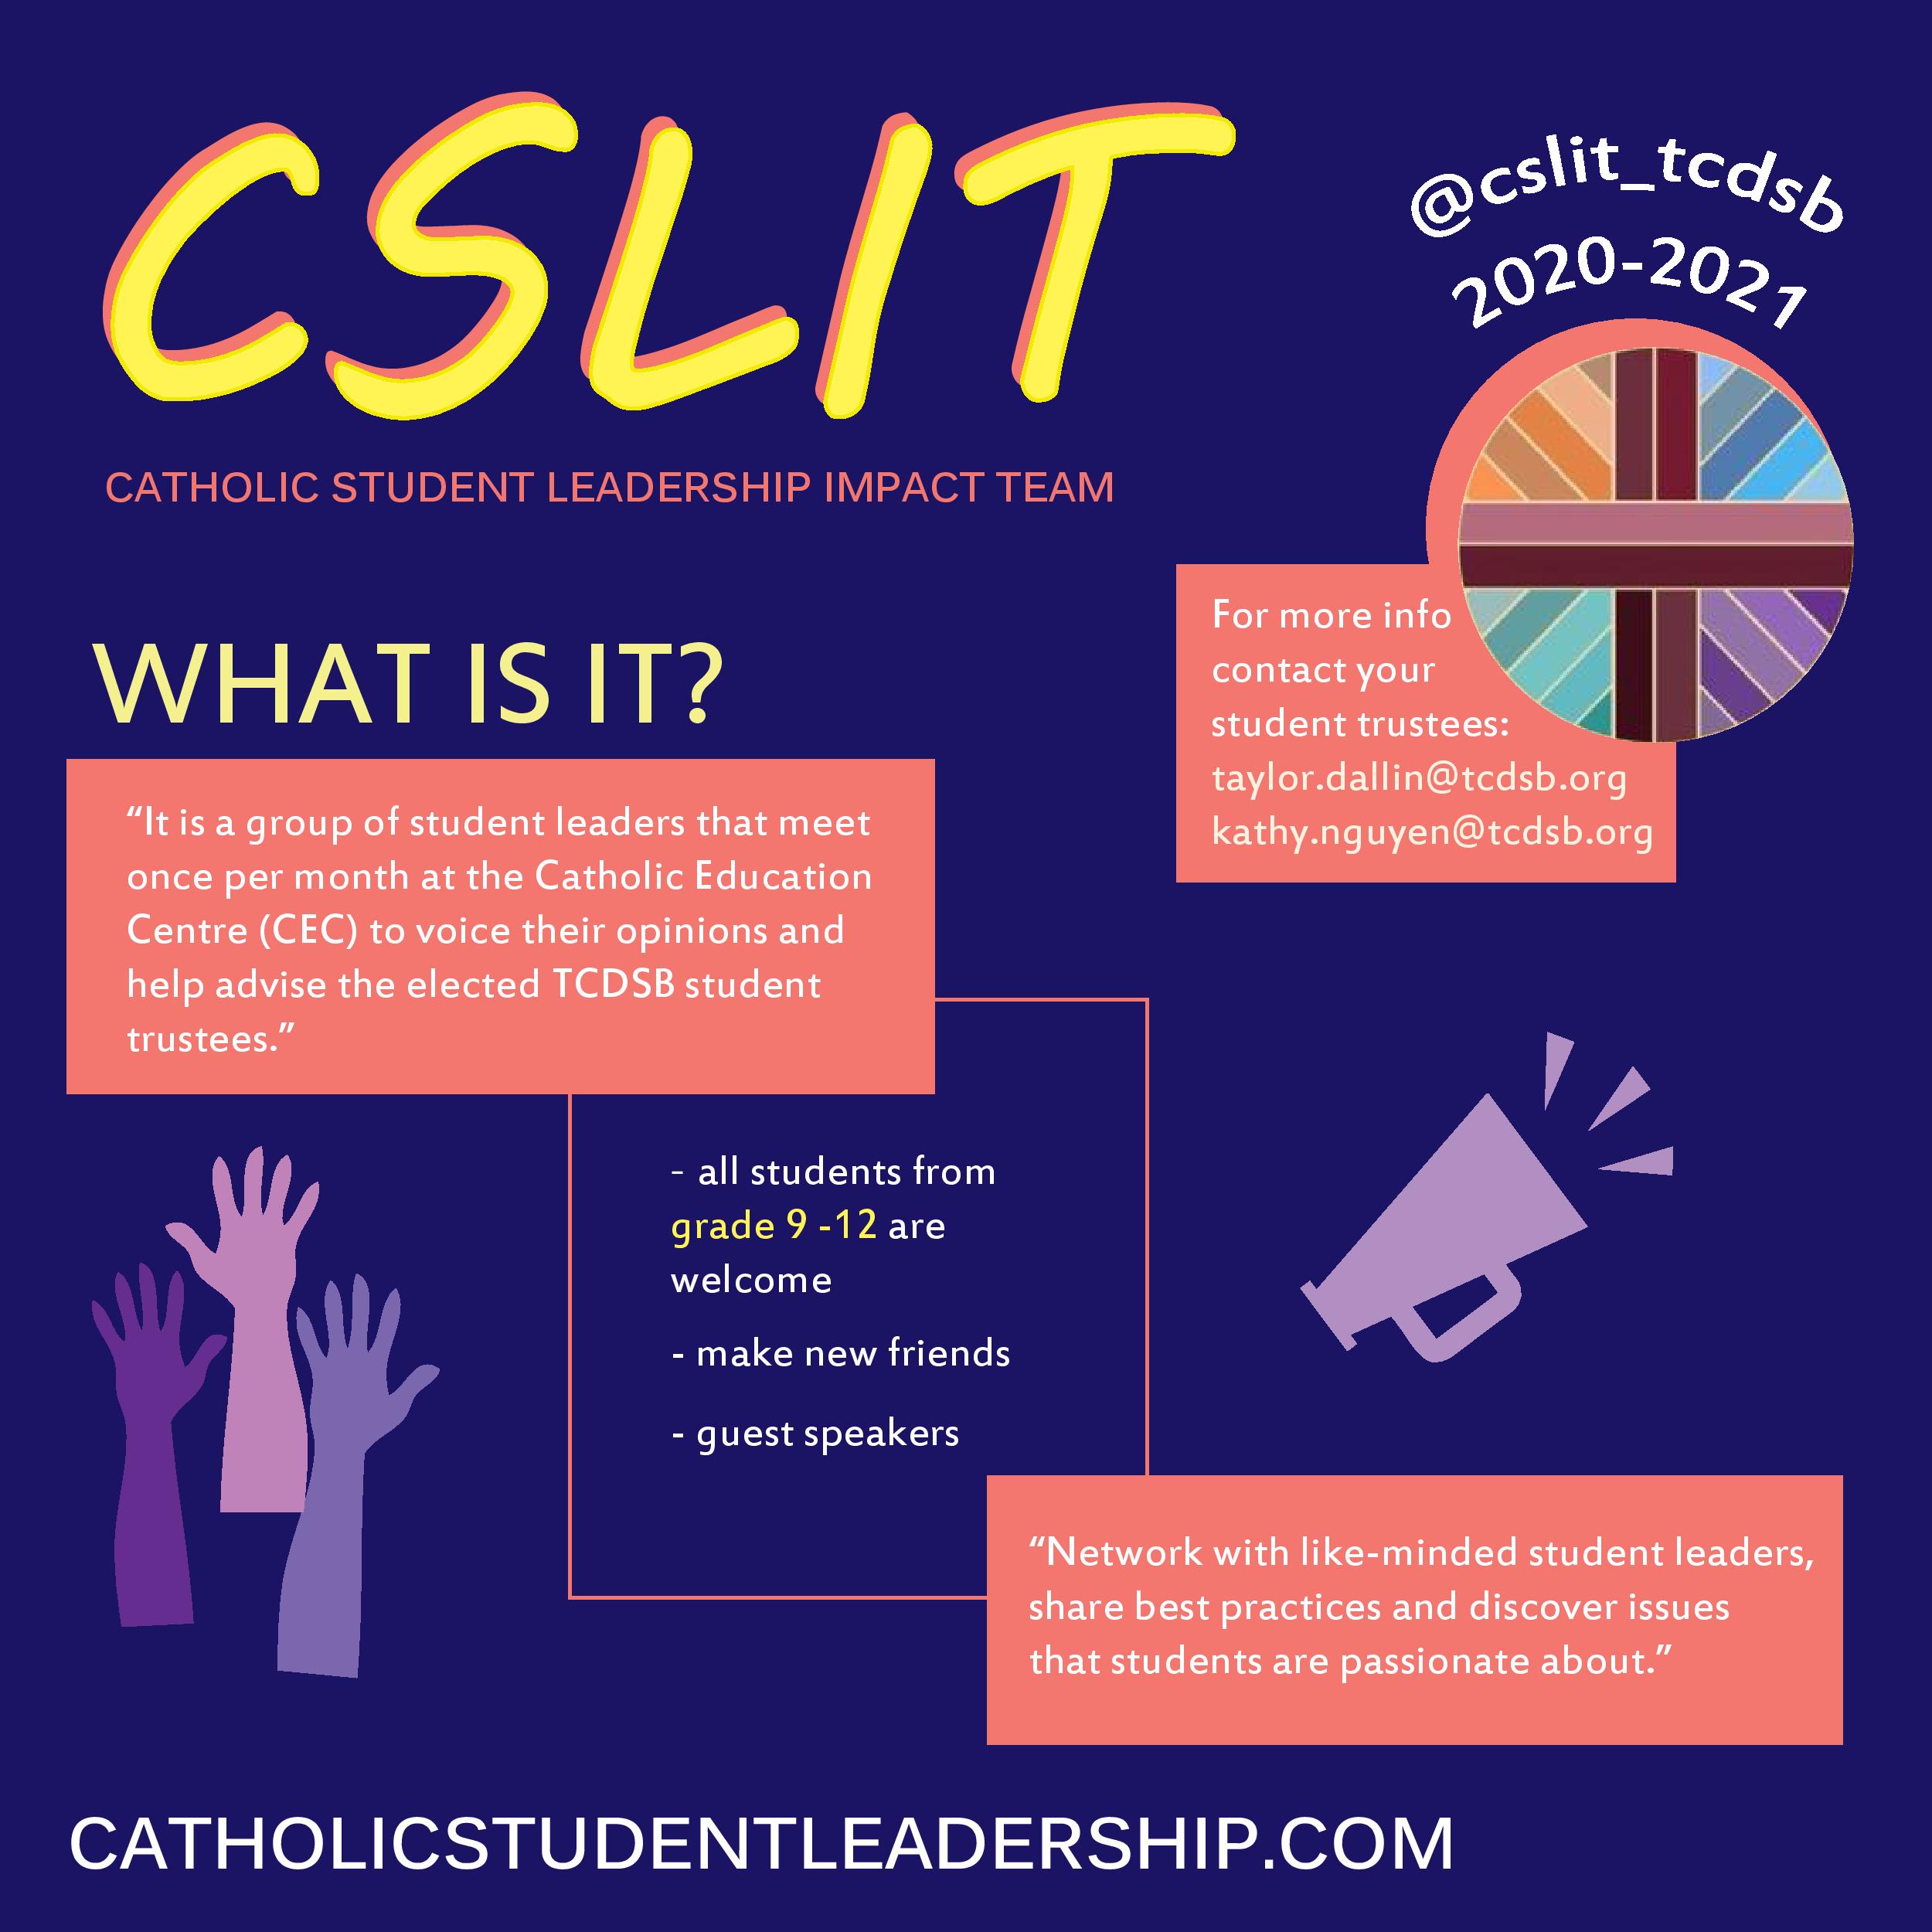 CSLIT
CATHOLIC STUDENT LEADERSHIP IMPACT TEAM
@cslit_tcdsb
2020-2021
For more info
contact your
student trustees:
taylor.dallin@tcdsb.org
kathy.nguyen@tcdsb.org
WHAT IS IT?
“It is a group of student leaders that meet
once per month at the Catholic Education
Centre (CEC) to voice their opinions and
help advise the elected TCDSB student
trustees.”
- all students from
grade 9 -12 are
welcome
- make new friends
- guest speakers
“Network with like-minded student leaders,
share best practices and discover issues
that students are passionate about.”
CATHOLICSTUDENTLEADERSHIP.COM